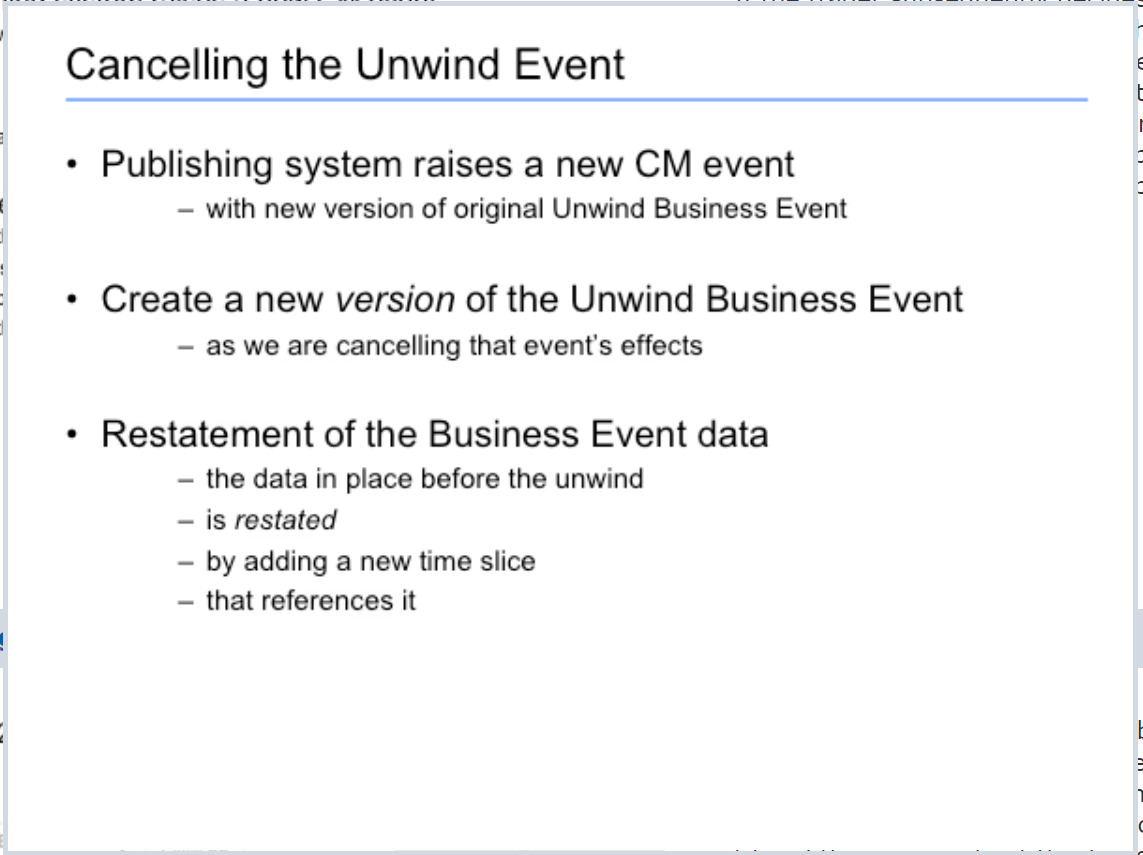 Cancelling the Unwind Event
• Publishing system raises a new CM event
– with new version of original Unwind Business Event
• Create a new version of the Unwind Business Event
– as we are cancelling that event's effects
• Restatement of the Business Event data
– the data in place before the unwind
– is restated
– by adding a new time slice
– that references it